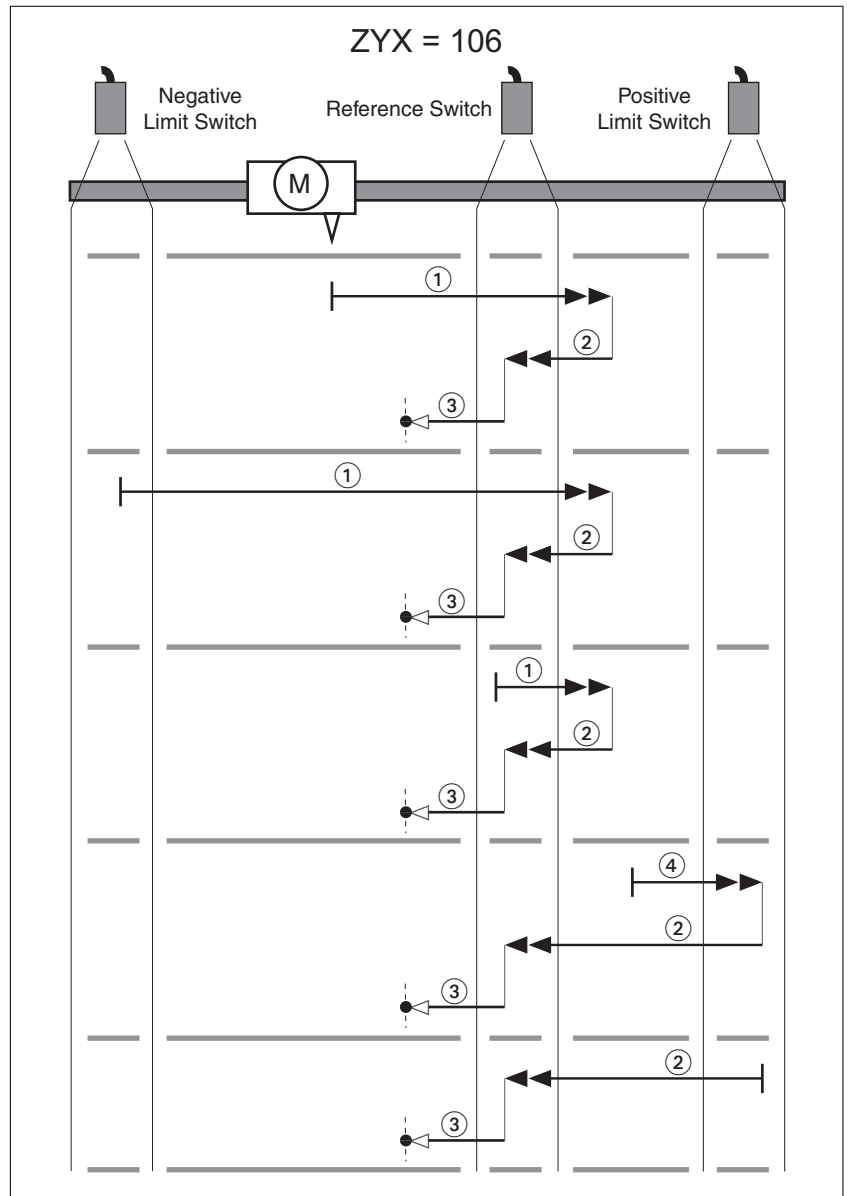 ZYX = 106
Negative
Limit Switch
Reference Switch
Positive
Limit Switch
M
①
②
③
①
②
③
①
②
③
④
②
③
②
③